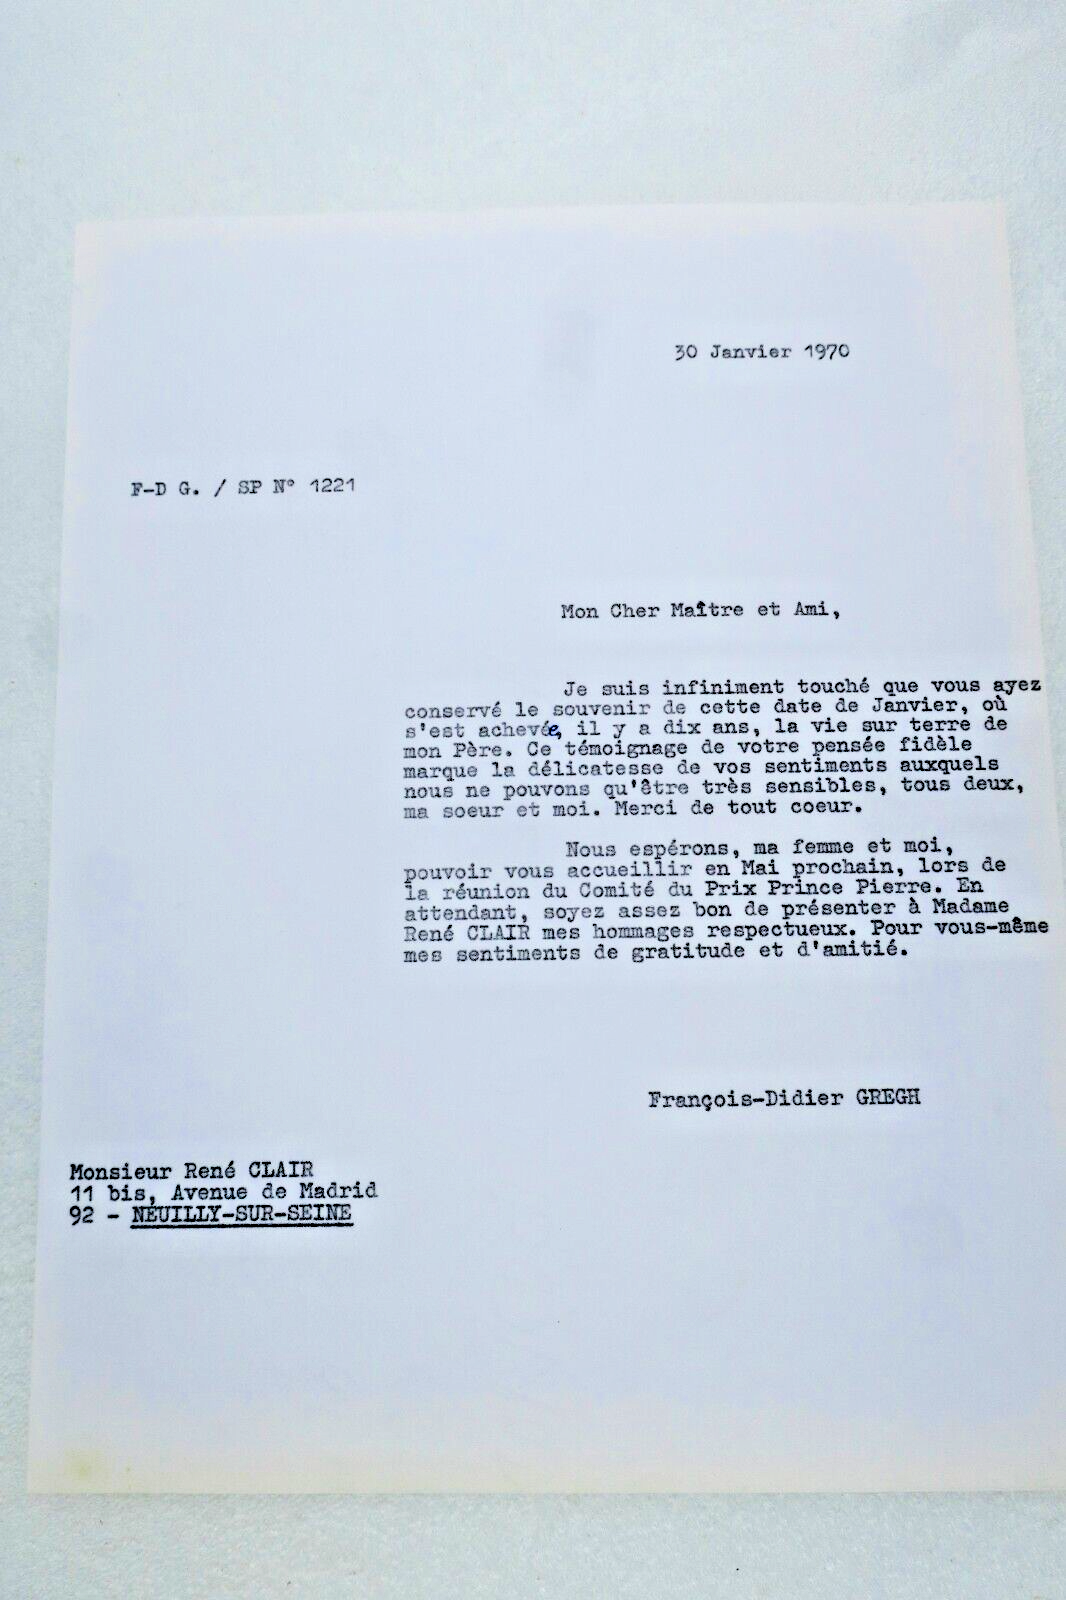 30 Janvier 1970
F-D G. / SP N° 1221
Mon Cher Maître et Ami,
Je suis infiniment touché que vous ayez
conservé le souvenir de cette date de Janvier, où
s'est achevée, il y a dix ans, la vie sur terre de
mon Père. Ce témoignage de votre pensée fidèle
marque la délicatesse de vos sentiments auxquels
nous ne pouvons qu'être très sensibles, tous deux,
ma soeur et moi. Merci de tout coeur.
Nous espérons, ma femme et moi,
pouvoir vous accueillir en Mai prochain, lors de
la réunion du Comité du Prix Prince Pierre. En
attendant, soyez assez bon de présenter à Madame
René CLAIR mes hommages respectueux. Pour vous-même
mes sentiments de gratitude et d'amitié.
François-Didier GREGH
Monsieur René CLAIR
11 bis, Avenue de Madrid
92 - NEUILLY-SUR-SEINE